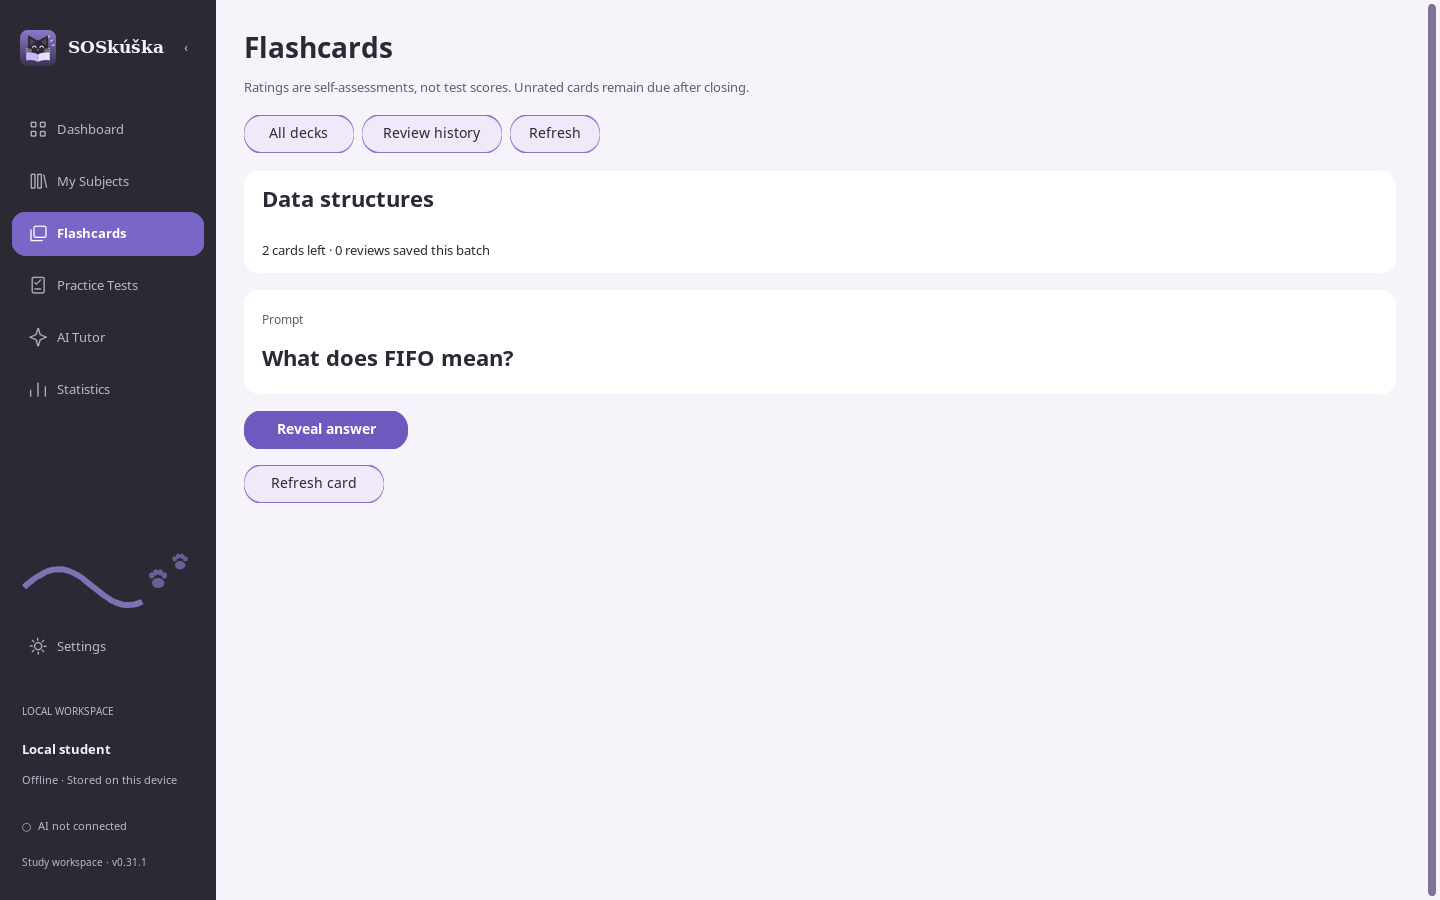 SOSkúška ‹
Dashboard
My Subjects
Flashcards
Practice Tests
AI Tutor
Statistics
Settings
LOCAL WORKSPACE
Local student
Offline · Stored on this device
AI not connected
Study workspace · v0.31.1
Flashcards
Ratings are self-assessments, not test scores. Unrated cards remain due after closing.
All decks
Review history
Refresh
Data structures
2 cards left · 0 reviews saved this batch
Prompt
What does FIFO mean?
Reveal answer
Refresh card